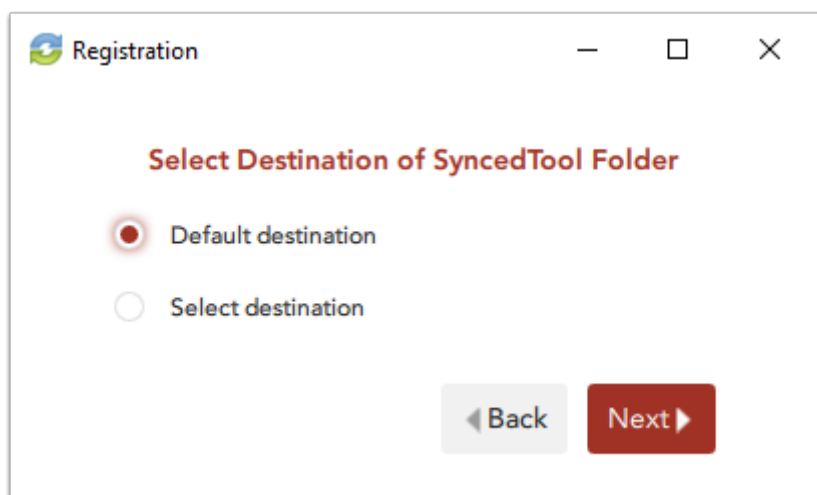 Registration
Select Destination of SyncedTool Folder
Default destination
Select destination
Back Next